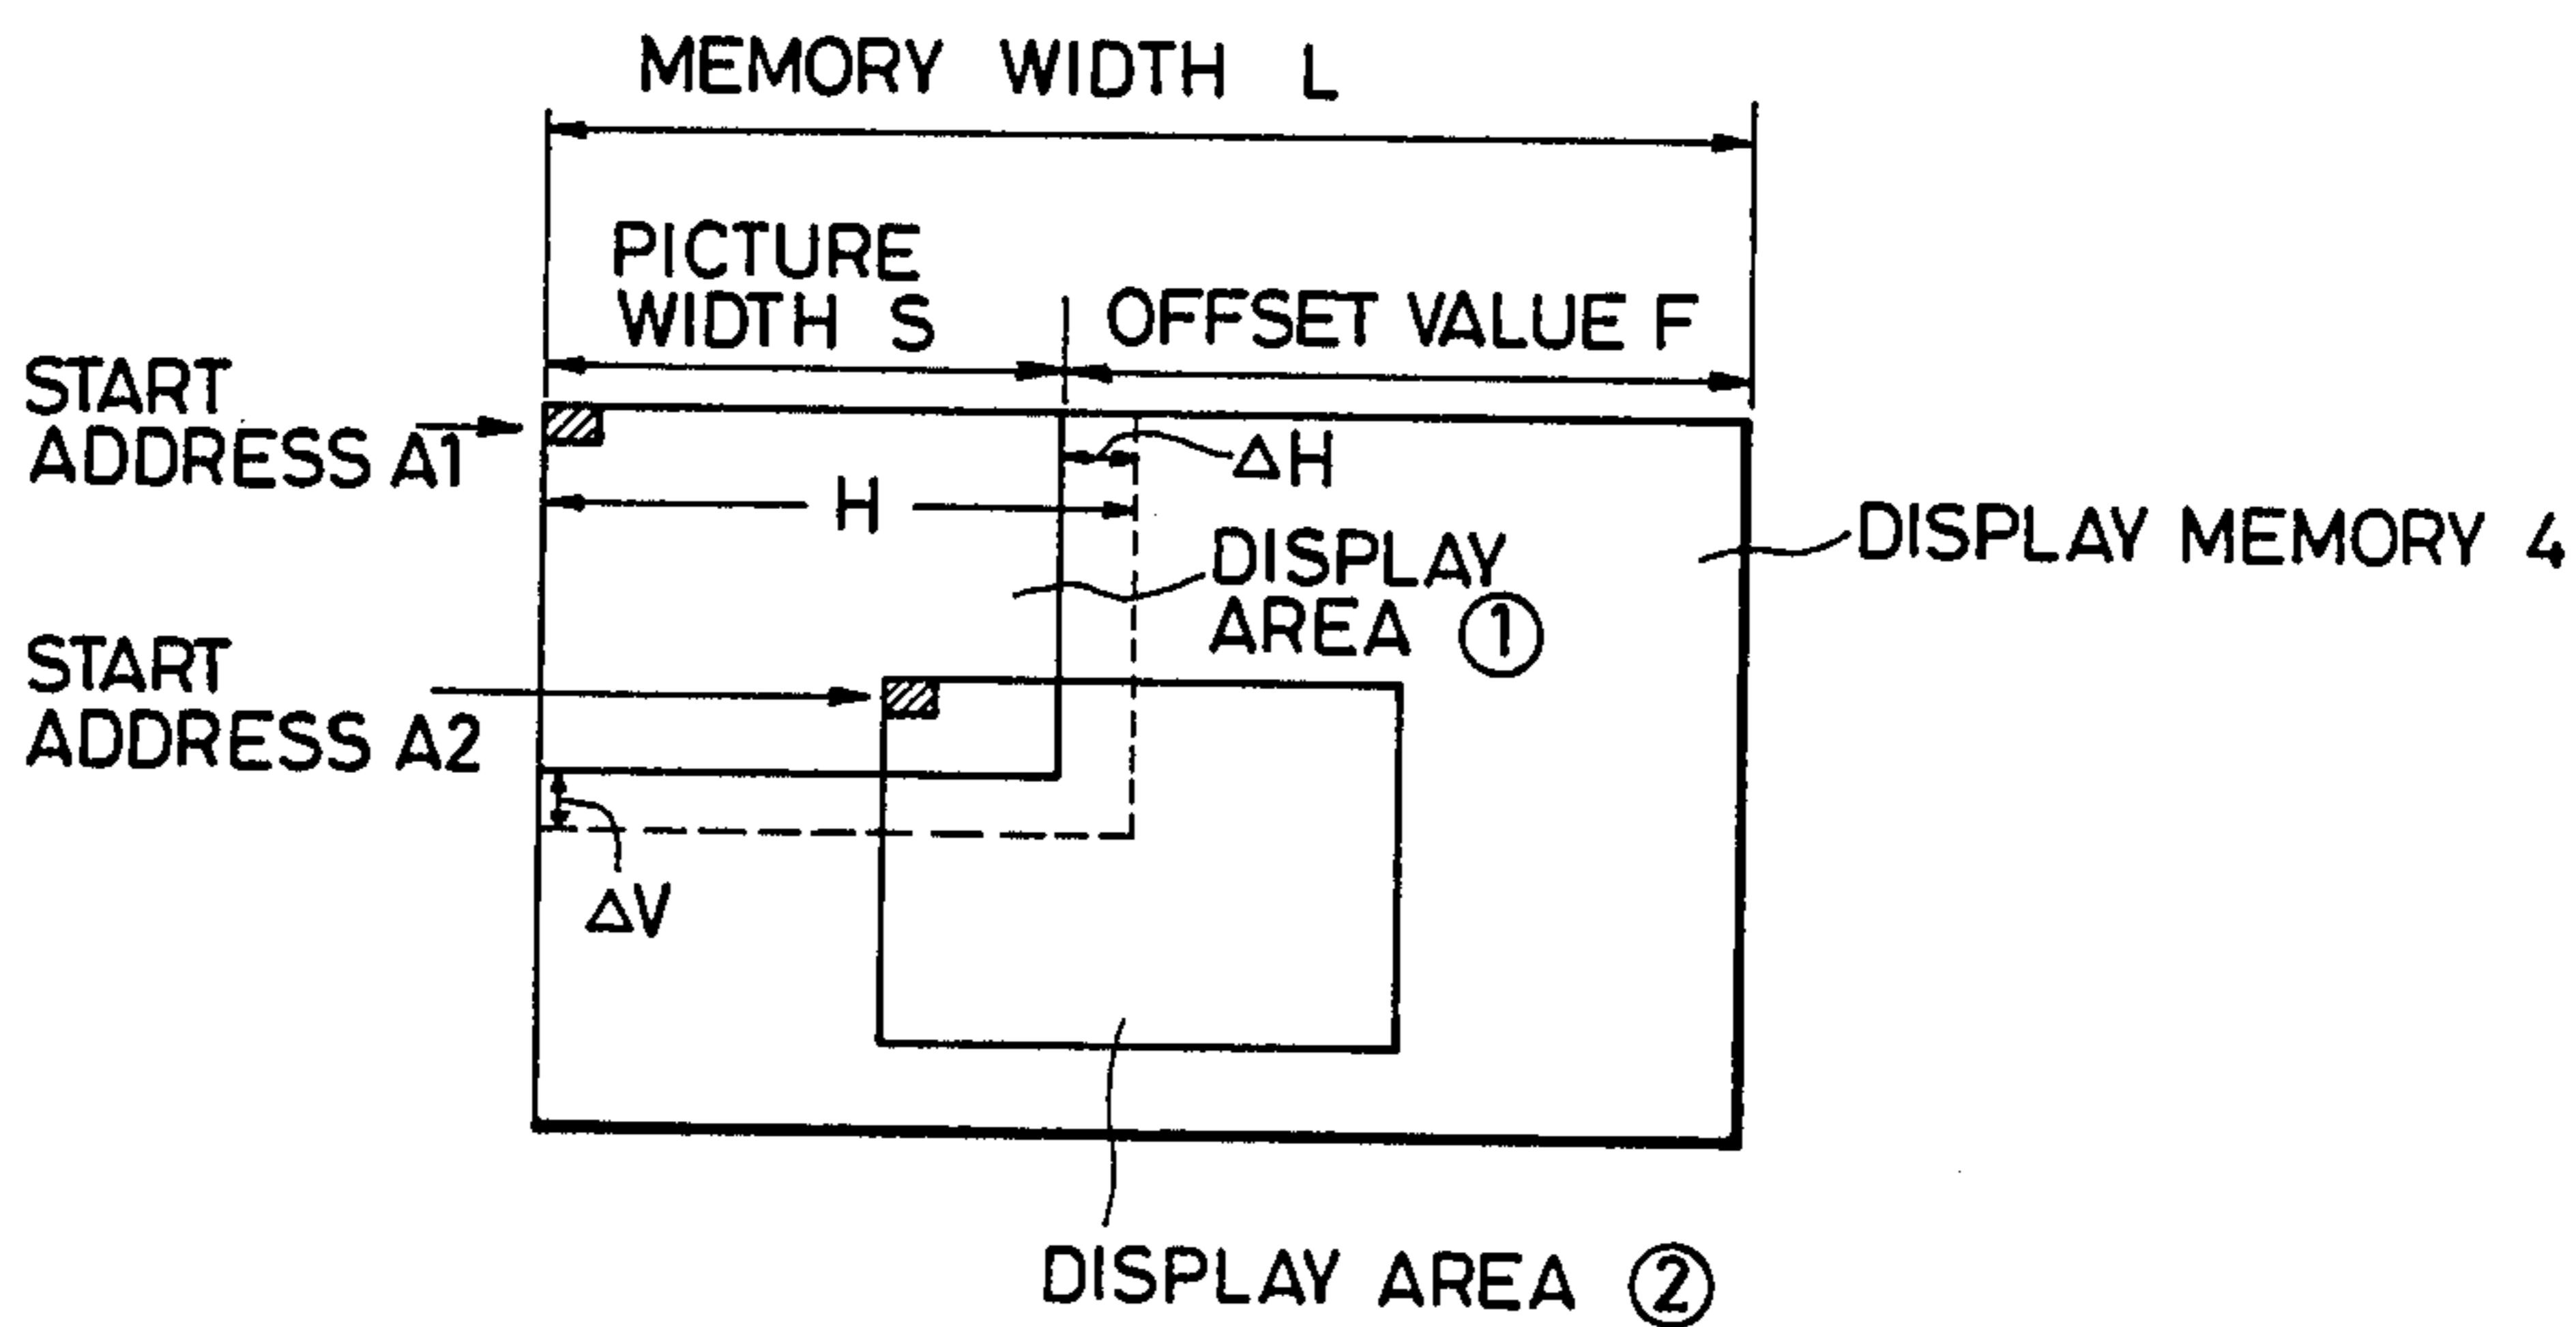 MEMORY WIDTH L
PICTURE
WIDTH S
OFFSET VALUE F
START
ADDRESS A1
ΔH
H
DISPLAY
AREA ①
DISPLAY MEMORY 4
START
ADDRESS A2
ΔV
DISPLAY AREA ②